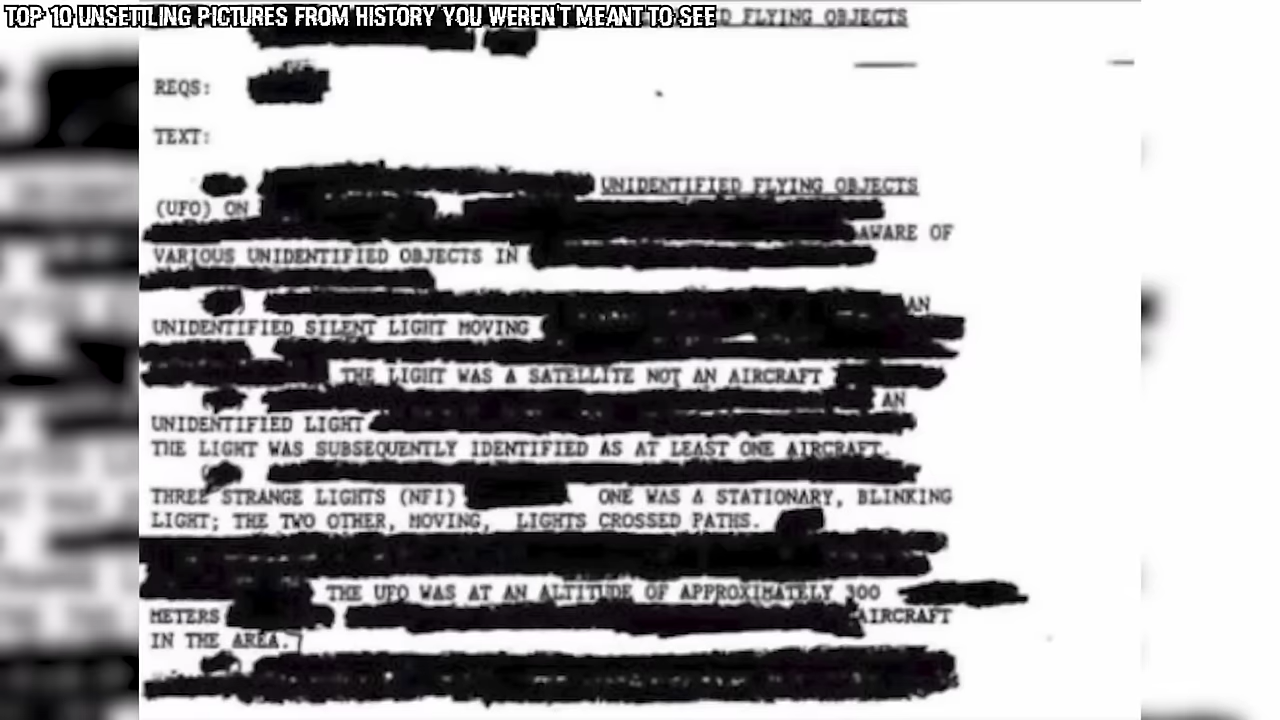 TOP 10 UNSETTLING PICTURES FROM HISTORY YOU WEREN'T MEANT TO SEE
FLYING OBJECTS
REQS:
TEXT:
UNIDENTIFIED FLYING OBJECTS
(UFO) ON
AWARE OF
VARIOUS UNIDENTIFIED OBJECTS IN
AN
UNIDENTIFIED SILENT LIGHT MOVING
THE LIGHT WAS A SATELLITE NOT AN AIRCRAFT
AN
UNIDENTIFIED LIGHT
THE LIGHT WAS SUBSEQUENTLY IDENTIFIED AS AT LEAST ONE AIRCRAFT.
THREE STRANGE LIGHTS (NFI) ONE WAS A STATIONARY, BLINKING
LIGHT; THE TWO OTHER, MOVING, LIGHTS CROSSED PATHS.
THE UFO WAS AT AN ALTITUDE OF APPROXIMATELY 300
METERS AIRCRAFT
IN THE AREA.